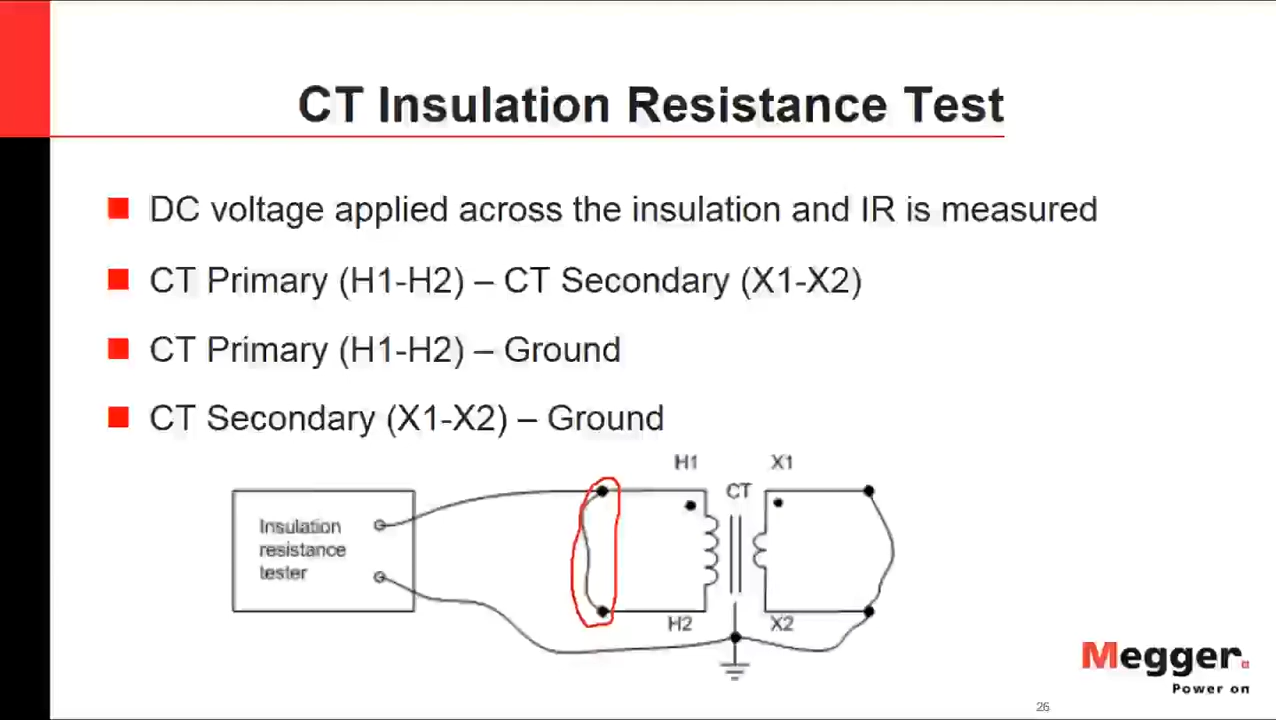 CT Insulation Resistance Test
DC voltage applied across the insulation and IR is measured
CT Primary (H1-H2) – CT Secondary (X1-X2)
CT Primary (H1-H2) – Ground
CT Secondary (X1-X2) – Ground
H1
X1
CT
Insulation
resistance
tester
H2
X2
Megger
Power on
26